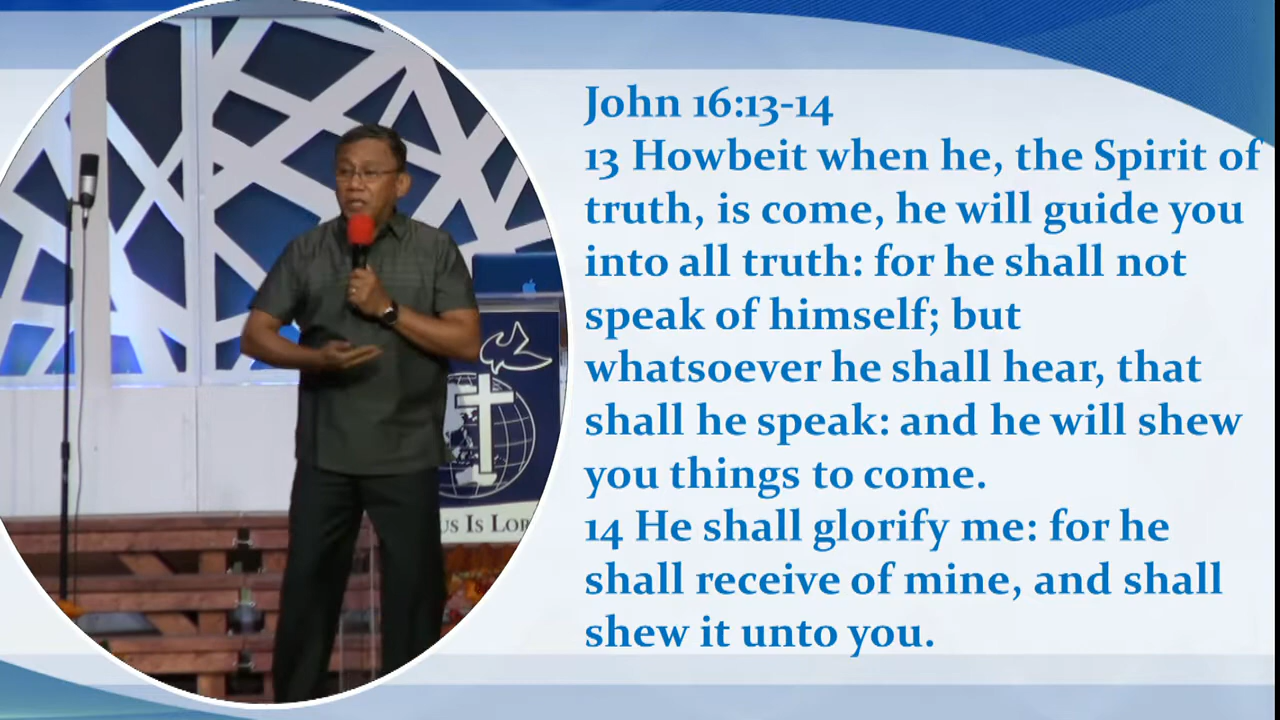 John 16:13-14
13 Howbeit when he, the Spirit of
truth, is come, he will guide you
into all truth: for he shall not
speak of himself; but
whatsoever he shall hear, that
shall he speak: and he will shew
you things to come.
14 He shall glorify me: for he
shall receive of mine, and shall
shew it unto you.
US IS LOR